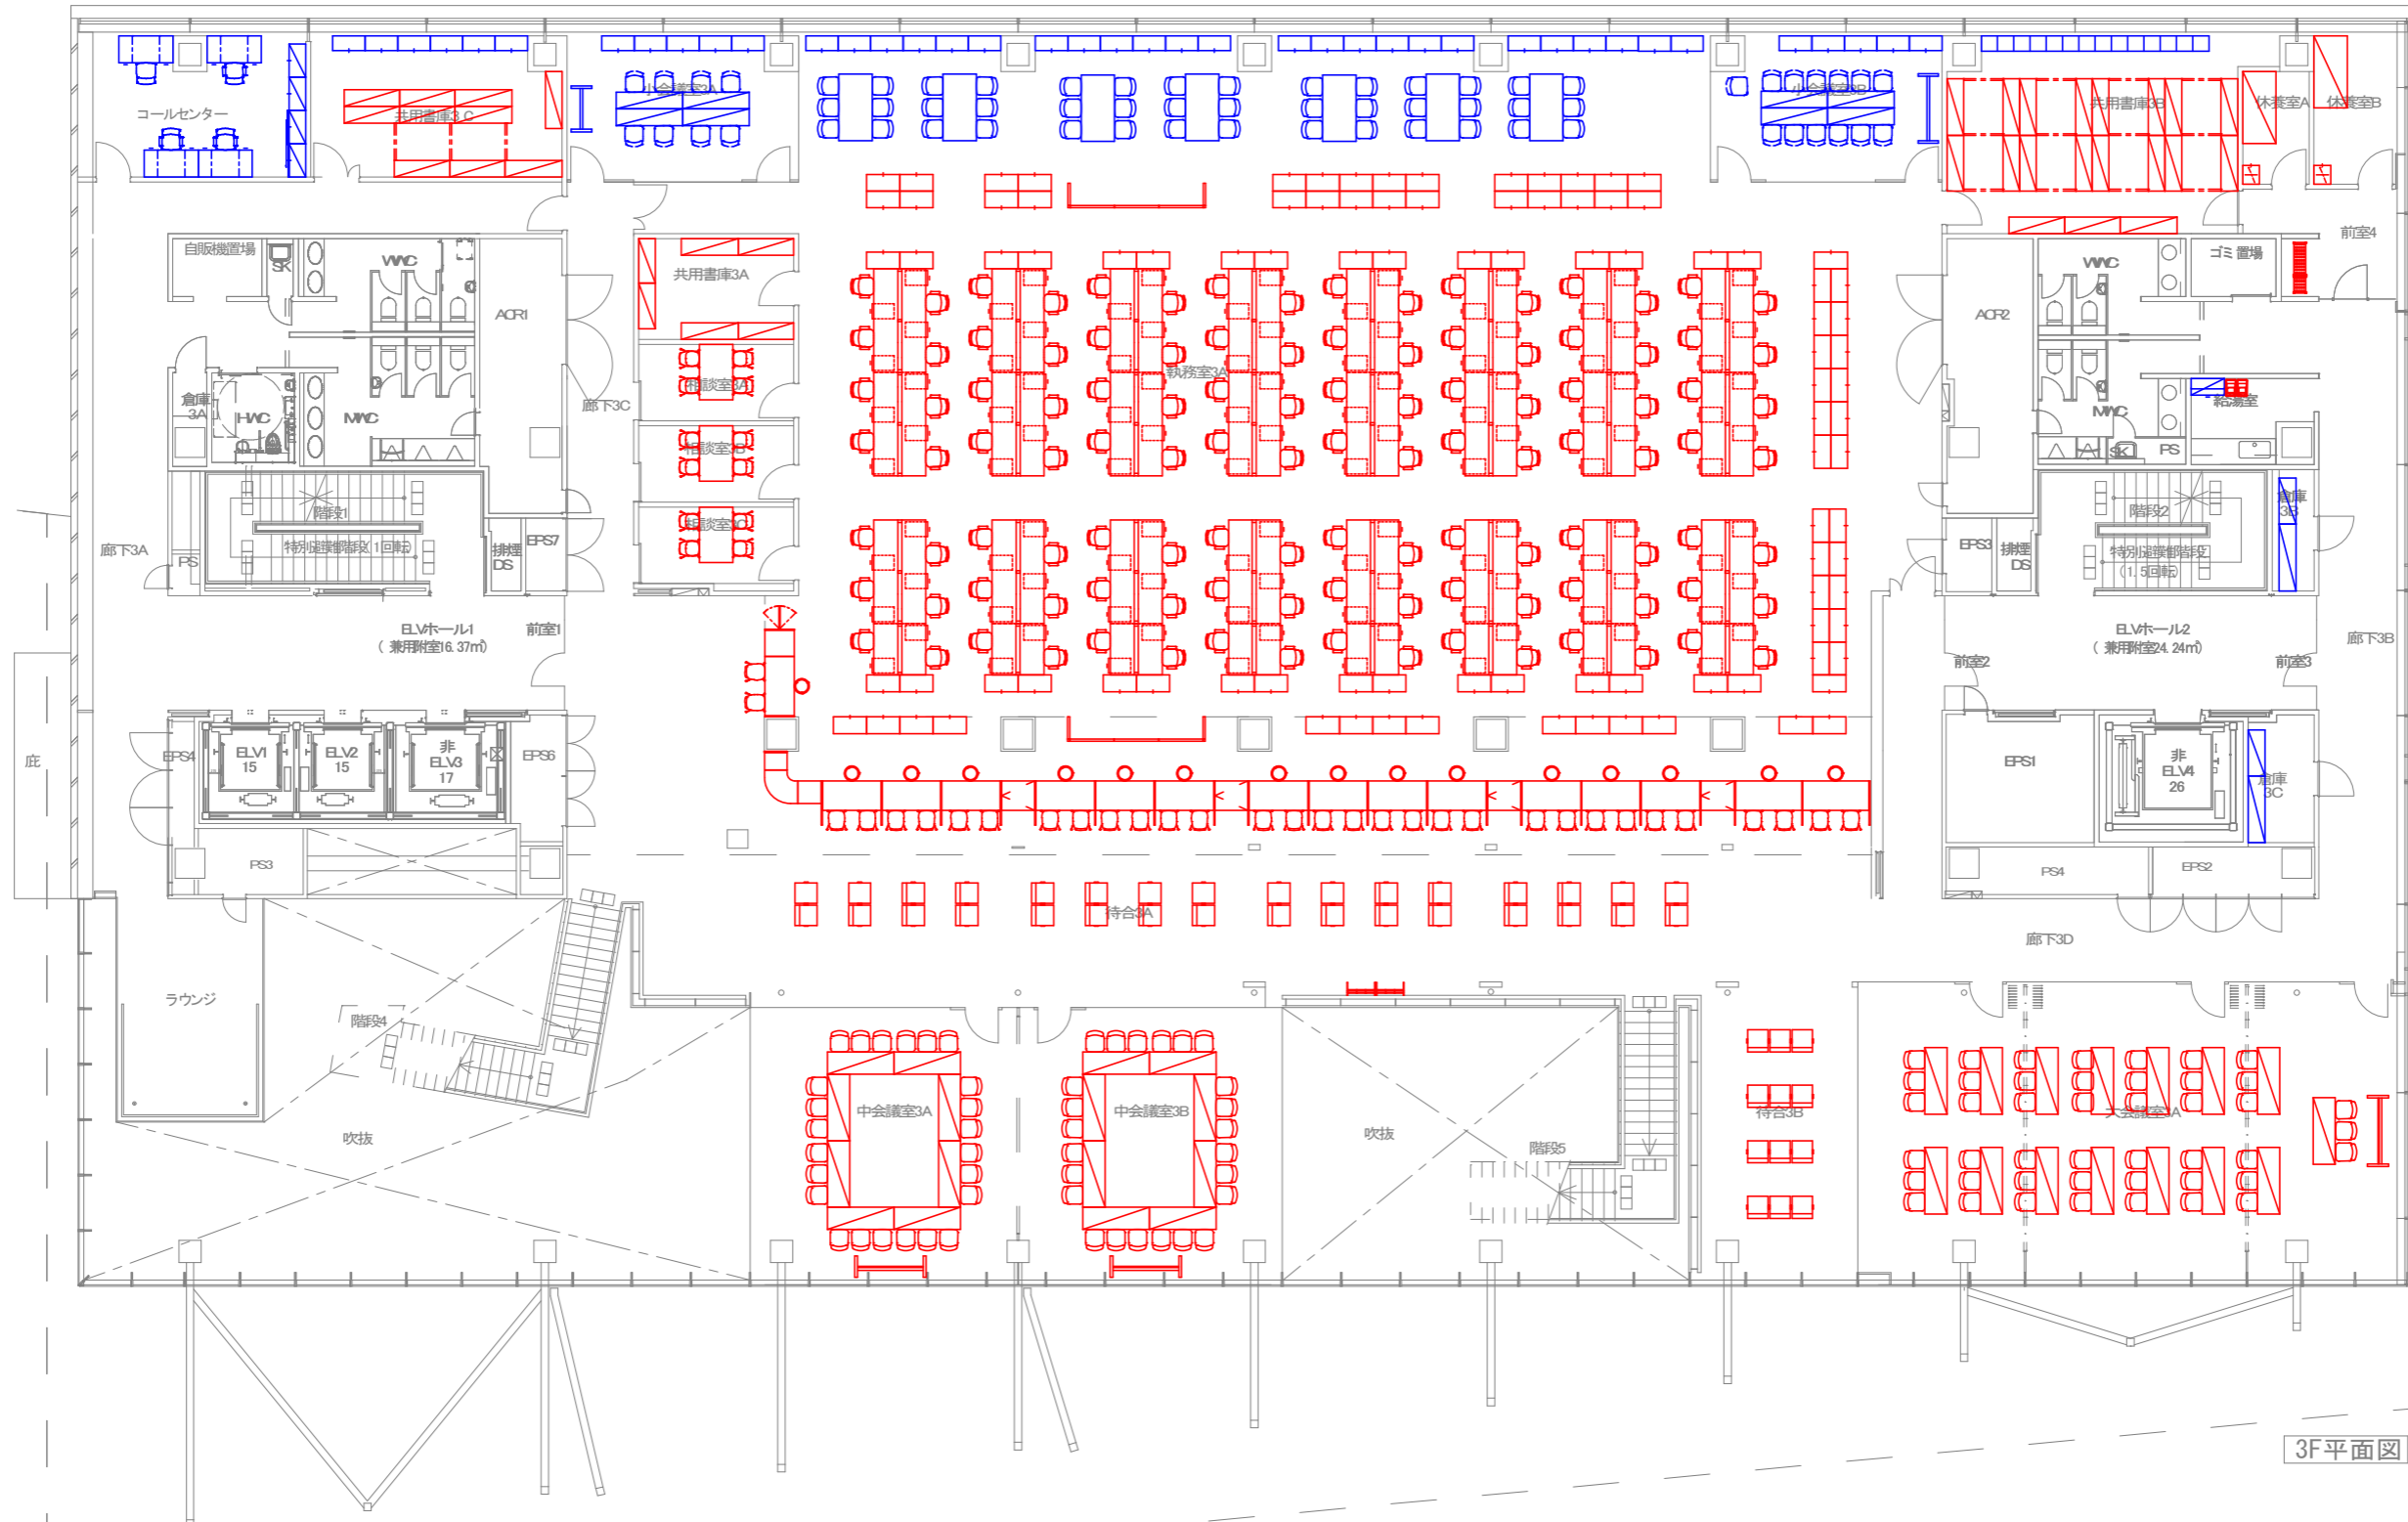 コールセンター
共用書庫3C
小会議室3A
小会議室3B
共用書庫3B
休養室A
休養室B
自販機置場
SK
WWC
ACR1
共用書庫3A
執務室3A
ACR2
WWC
ゴミ置場
前室4
倉庫
3A
HWC
MWC
廊下3C
相談室3A
相談室3B
相談室3C
MWC
SK
PS
給湯室
階段1
特別避難階段(1回転)
排煙
DS
EPS7
廊下3A
PS
EPS3
排煙
DS
階段2
特別避難階段
(1.5回転)
倉庫
3B
ELVホール1
(兼用附室16.37㎡)
前室1
ELVホール2
(兼用附室24.24㎡)
前室2
前室3
廊下3B
庇
EPS4
ELV1
15
ELV2
15
非
ELV3
17
EPS6
EPS1
非
ELV4
26
倉庫
3C
PS3
PS4
EPS2
待合3A
廊下3D
ラウンジ
階段4
吹抜
中会議室3A
中会議室3B
吹抜
階段5
待合3B
大会議室3A
3F平面図